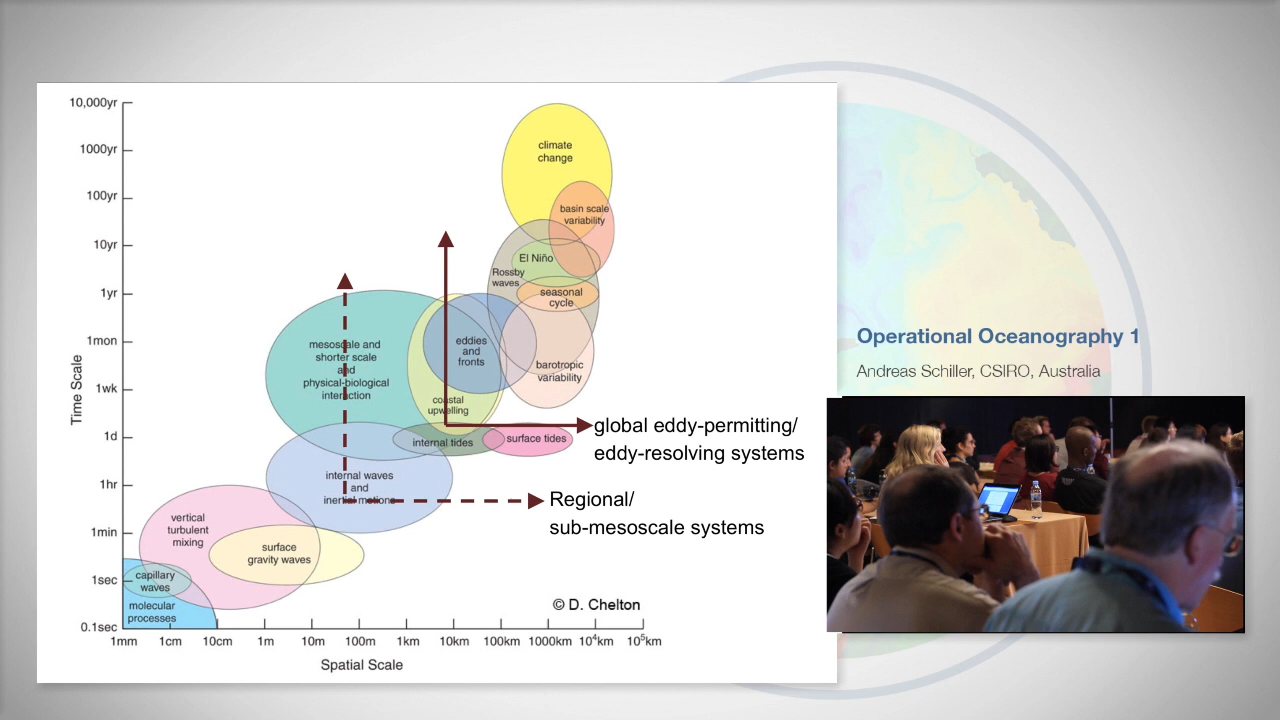 10,000yr
1000yr
100yr
10yr
1yr
1mon
1wk
1d
1hr
1min
1sec
0.1sec
Time Scale
climate
change
basin scale
variability
El Niño
Rossby
waves
seasonal
cycle
mesoscale and
shorter scale
and
physical-biological
interaction
eddies
and
fronts
barotropic
variability
coastal
upwelling
internal tides
surface tides
global eddy-permitting/
eddy-resolving systems
internal waves
and
inertial motions
Regional/
sub-mesoscale systems
vertical
turbulent
mixing
surface
gravity waves
capillary
waves
molecular
processes
© D. Chelton
1mm 1cm 10cm 1m 10m 100m 1km 10km 100km 1000km 10⁴km 10⁵km
Spatial Scale
Operational Oceanography 1
Andreas Schiller, CSIRO, Australia